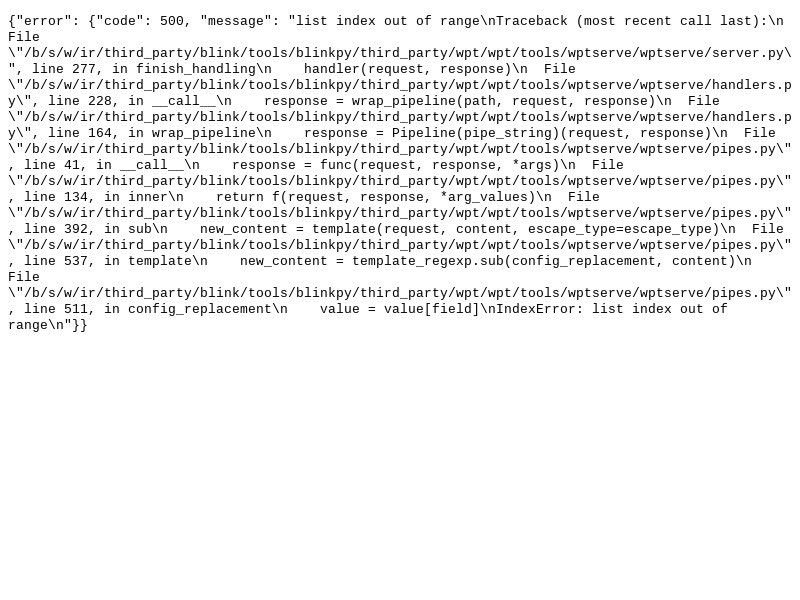 {"error": {"code": 500, "message": "list index out of range\nTraceback (most recent call last):\n
File
\"/b/s/w/ir/third_party/blink/tools/blinkpy/third_party/wpt/wpt/tools/wptserve/wptserve/server.py\
", line 277, in finish_handling\n    handler(request, response)\n  File
\"/b/s/w/ir/third_party/blink/tools/blinkpy/third_party/wpt/wpt/tools/wptserve/wptserve/handlers.p
y\", line 228, in __call__\n    response = wrap_pipeline(path, request, response)\n  File
\"/b/s/w/ir/third_party/blink/tools/blinkpy/third_party/wpt/wpt/tools/wptserve/wptserve/handlers.p
y\", line 164, in wrap_pipeline\n    response = Pipeline(pipe_string)(request, response)\n  File
\"/b/s/w/ir/third_party/blink/tools/blinkpy/third_party/wpt/wpt/tools/wptserve/wptserve/pipes.py\"
, line 41, in __call__\n    response = func(request, response, *args)\n  File
\"/b/s/w/ir/third_party/blink/tools/blinkpy/third_party/wpt/wpt/tools/wptserve/wptserve/pipes.py\"
, line 134, in inner\n    return f(request, response, *arg_values)\n  File
\"/b/s/w/ir/third_party/blink/tools/blinkpy/third_party/wpt/wpt/tools/wptserve/wptserve/pipes.py\"
, line 392, in sub\n    new_content = template(request, content, escape_type=escape_type)\n  File
\"/b/s/w/ir/third_party/blink/tools/blinkpy/third_party/wpt/wpt/tools/wptserve/wptserve/pipes.py\"
, line 537, in template\n    new_content = template_regexp.sub(config_replacement, content)\n
File
\"/b/s/w/ir/third_party/blink/tools/blinkpy/third_party/wpt/wpt/tools/wptserve/wptserve/pipes.py\"
, line 511, in config_replacement\n    value = value[field]\nIndexError: list index out of
range\n"}}